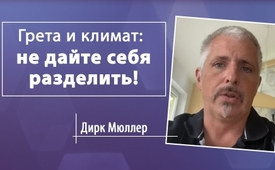 Грета и климат:
не дайте себя
разделить!
Дирк Мюллер